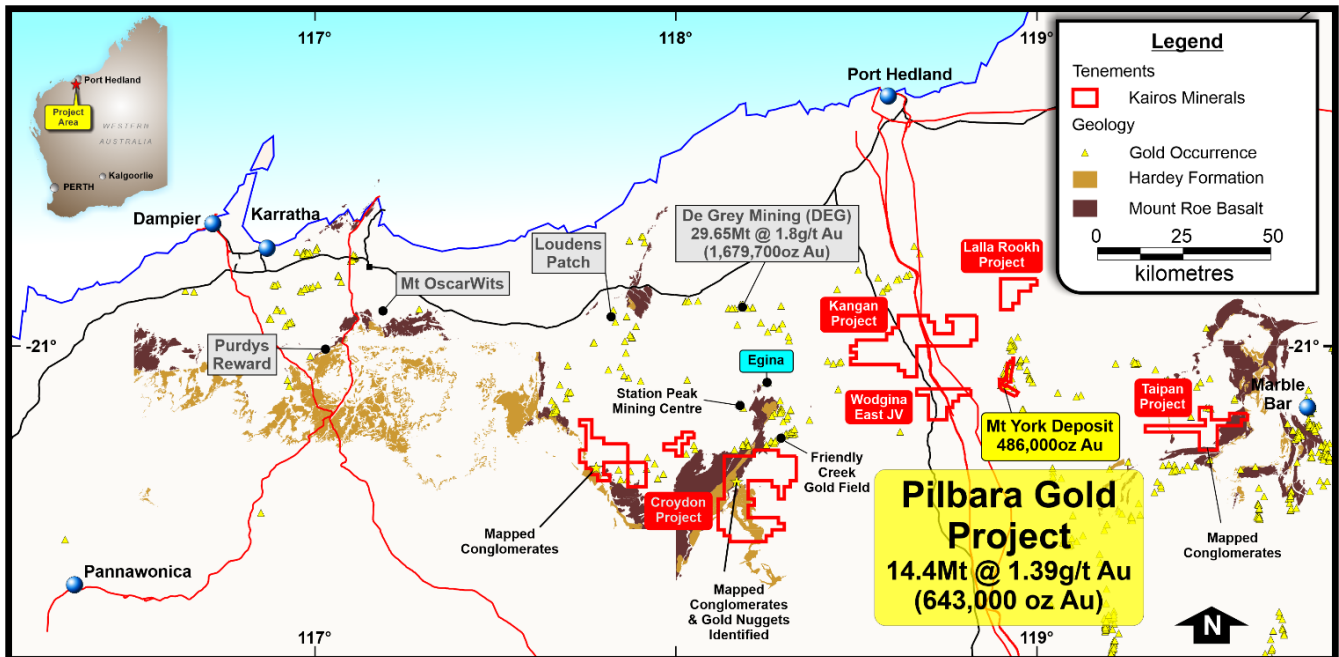 117°
118°
119°
Port Hedland
Project
Area
WESTERN
AUSTRALIA
Kalgoorlie
PERTH
Port Hedland
Legend
Tenements
Kairos Minerals
Geology
Gold Occurrence
Hardey Formation
Mount Roe Basalt
0 25 50
kilometres
Dampier
Karratha
Loudens
Patch
De Grey Mining (DEG)
29.65Mt @ 1.8g/t Au
(1,679,700oz Au)
Lalla Rookh
Project
Mt OscarWits
Kangan
Project
Purdys
Reward
-21°
-21°
Egina
Station Peak
Mining Centre
Wodgina
East JV
Taipan
Project
Marble
Bar
Mt York Deposit
486,000oz Au
Friendly
Creek
Gold Field
Croydon
Project
Mapped
Conglomerates
Mapped
Conglomerates
& Gold Nuggets
Identified
Pilbara Gold
Project
14.4Mt @ 1.39g/t Au
(643,000 oz Au)
Mapped
Conglomerates
Pannawonica
117°
119°
N